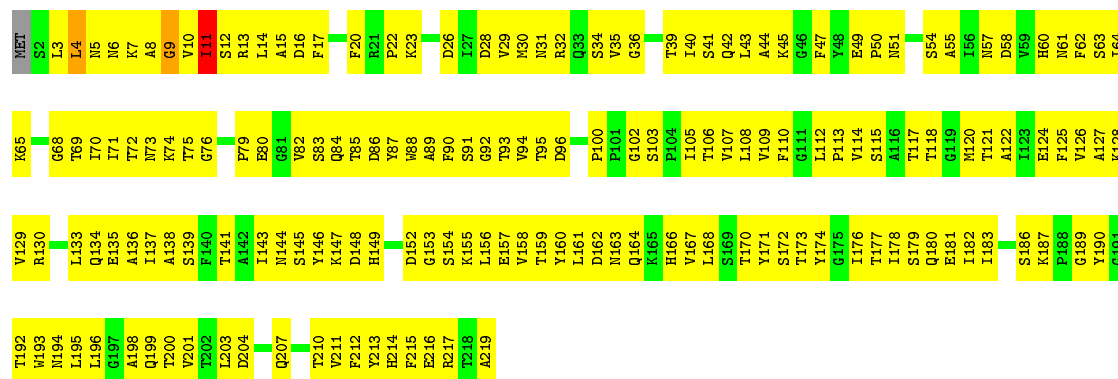 MET S2 L3 L4 N5 N6 K7 A8 G9 V10 I11 S12 R13 L14 A15 D16 F17 F20 R21 P22 K23 D26 I27 D28 V29 M30 N31 R32 Q33 S34 V35 G36 T39 I40 S41 Q42 L43 A44 K45 G46 F47 Y48 E49 P50 N51 S54 A55 I56 N57 D58 V59 H60 N61 F62 S63 I64
K65 G68 T69 I70 I71 T72 N73 K74 T75 G76 P79 E80 G81 V82 S83 Q84 T85 D86 Y87 W88 A89 F90 S91 G92 T93 V94 T95 D96 P100 P101 G102 S103 P104 I105 T106 V107 L108 V109 F110 G111 L112 P113 V114 S115 A116 T117 T118 G119 M120 T121 A122 I123 E124 F125 V126 A127 K128
V129 R130 L133 Q134 E135 A136 I137 A138 S139 F140 T141 A142 I143 N144 S145 Y146 K147 D148 H149 D152 G153 S154 K155 L156 E157 V158 T159 Y160 L161 D162 N163 Q164 K165 H166 V167 L168 S169 T170 Y171 S172 T173 Y174 G175 I176 T177 I178 S179 Q180 E181 I182 I183 S186 K187 P188 G189 Y190 G191
T192 W193 N194 L195 L196 G197 A198 Q199 T200 V201 T202 L203 D204 Q207 T210 V211 F212 Y213 H214 F215 E216 R217 T218 A219